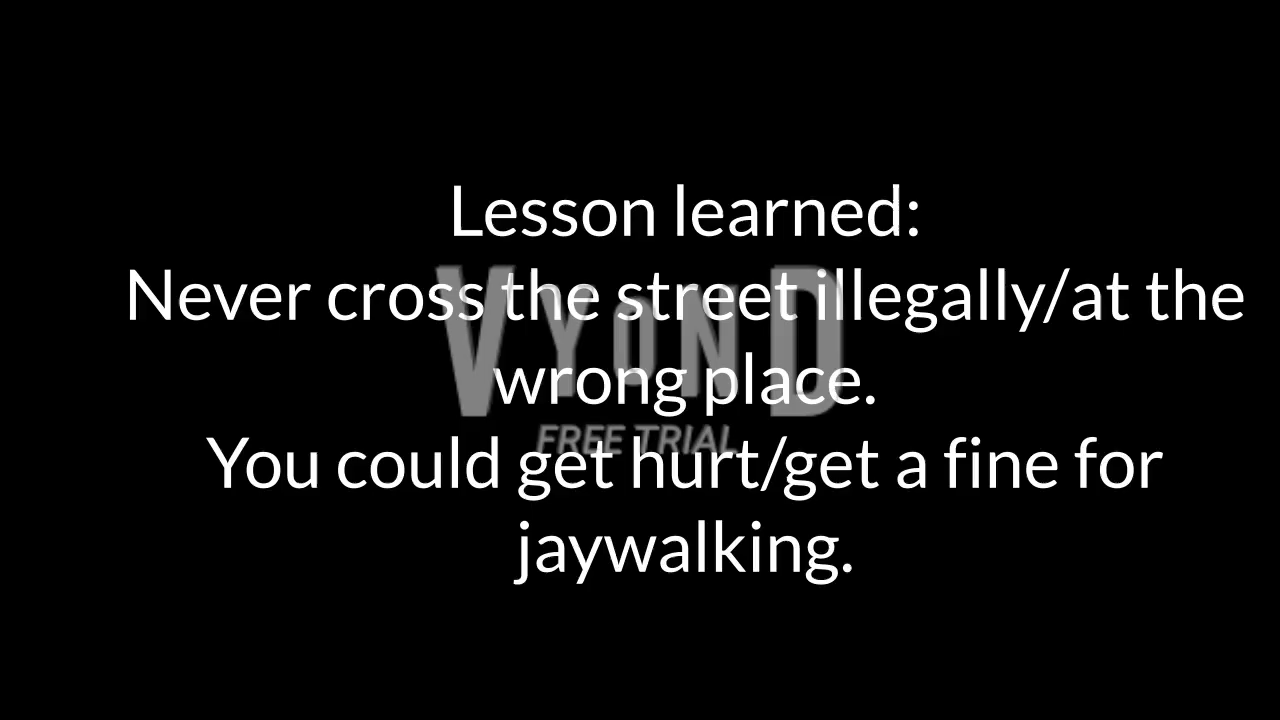 Lesson learned:
Never cross the street illegally/at the
wrong place.
You could get hurt/get a fine for
jaywalking.
VYOND
FREE TRIAL